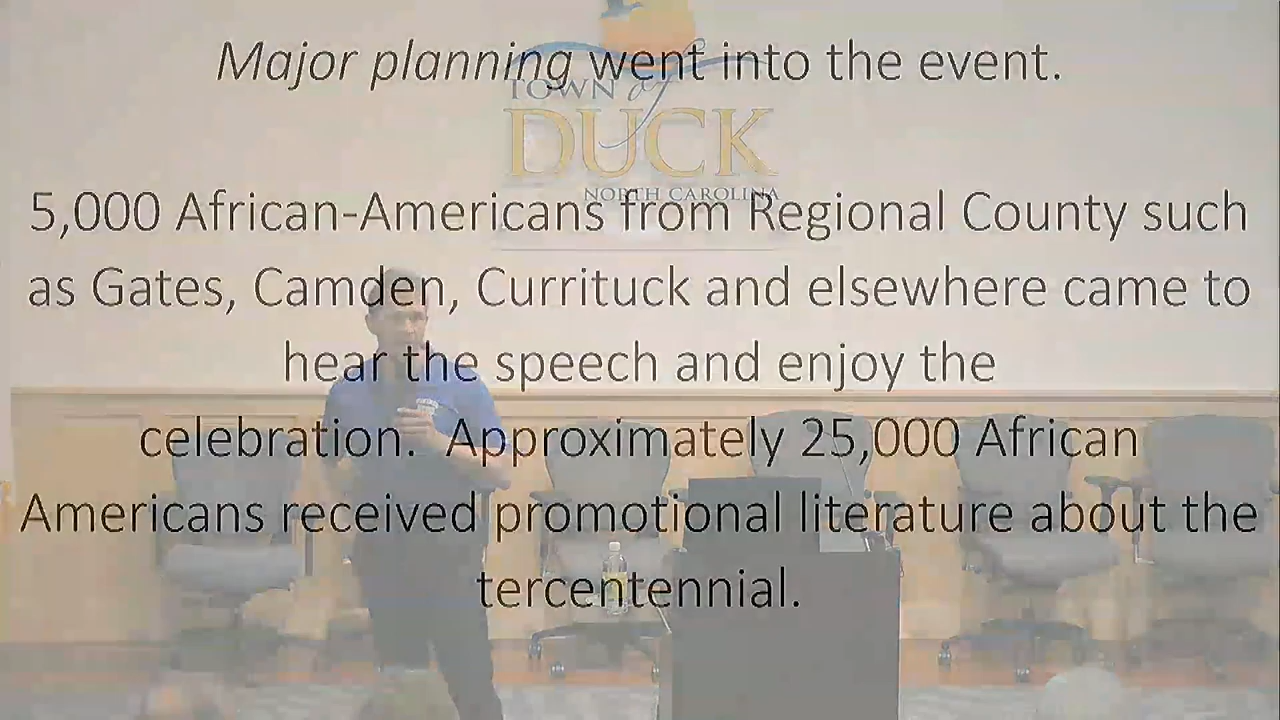 Major planning went into the event.
TOWN of
DUCK
NORTH CAROLINA
5,000 African-Americans from Regional County such
as Gates, Camden, Currituck and elsewhere came to
hear the speech and enjoy the
celebration. Approximately 25,000 African
Americans received promotional literature about the
tercentennial.